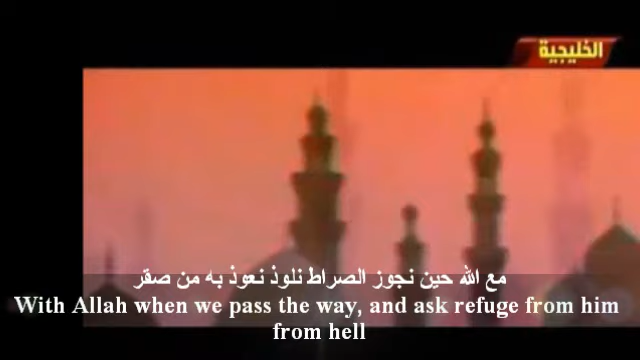 الخليجية
مع الله حين نجوز الصراط نلوذ نعوذ به من صقر
With Allah when we pass the way, and ask refuge from him
from hell